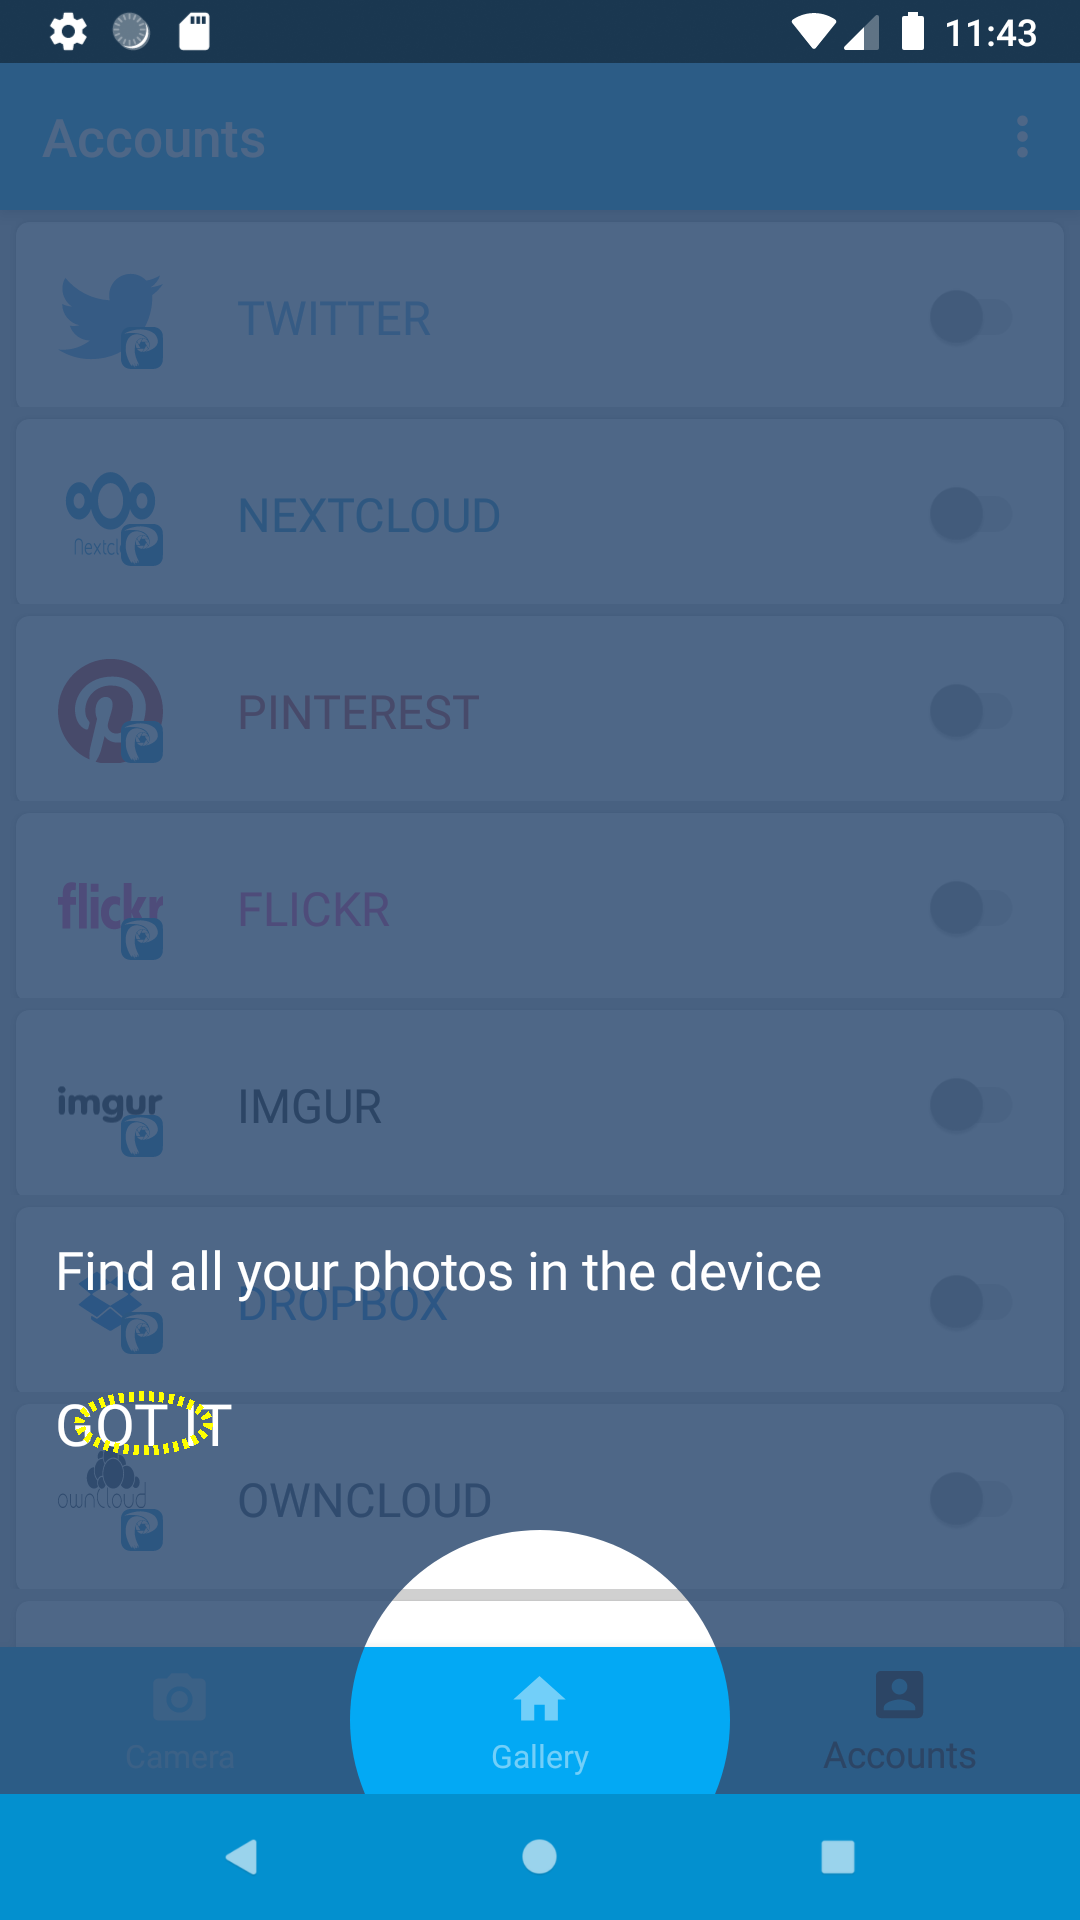 11:43
Accounts
TWITTER
NEXTCLOUD
Nextcl
PINTEREST
flickr
FLICKR
imgur
IMGUR
Find all your photos in the device
DROPBOX
GOT IT
ownCloud
OWNCLOUD
Camera
Gallery
Accounts